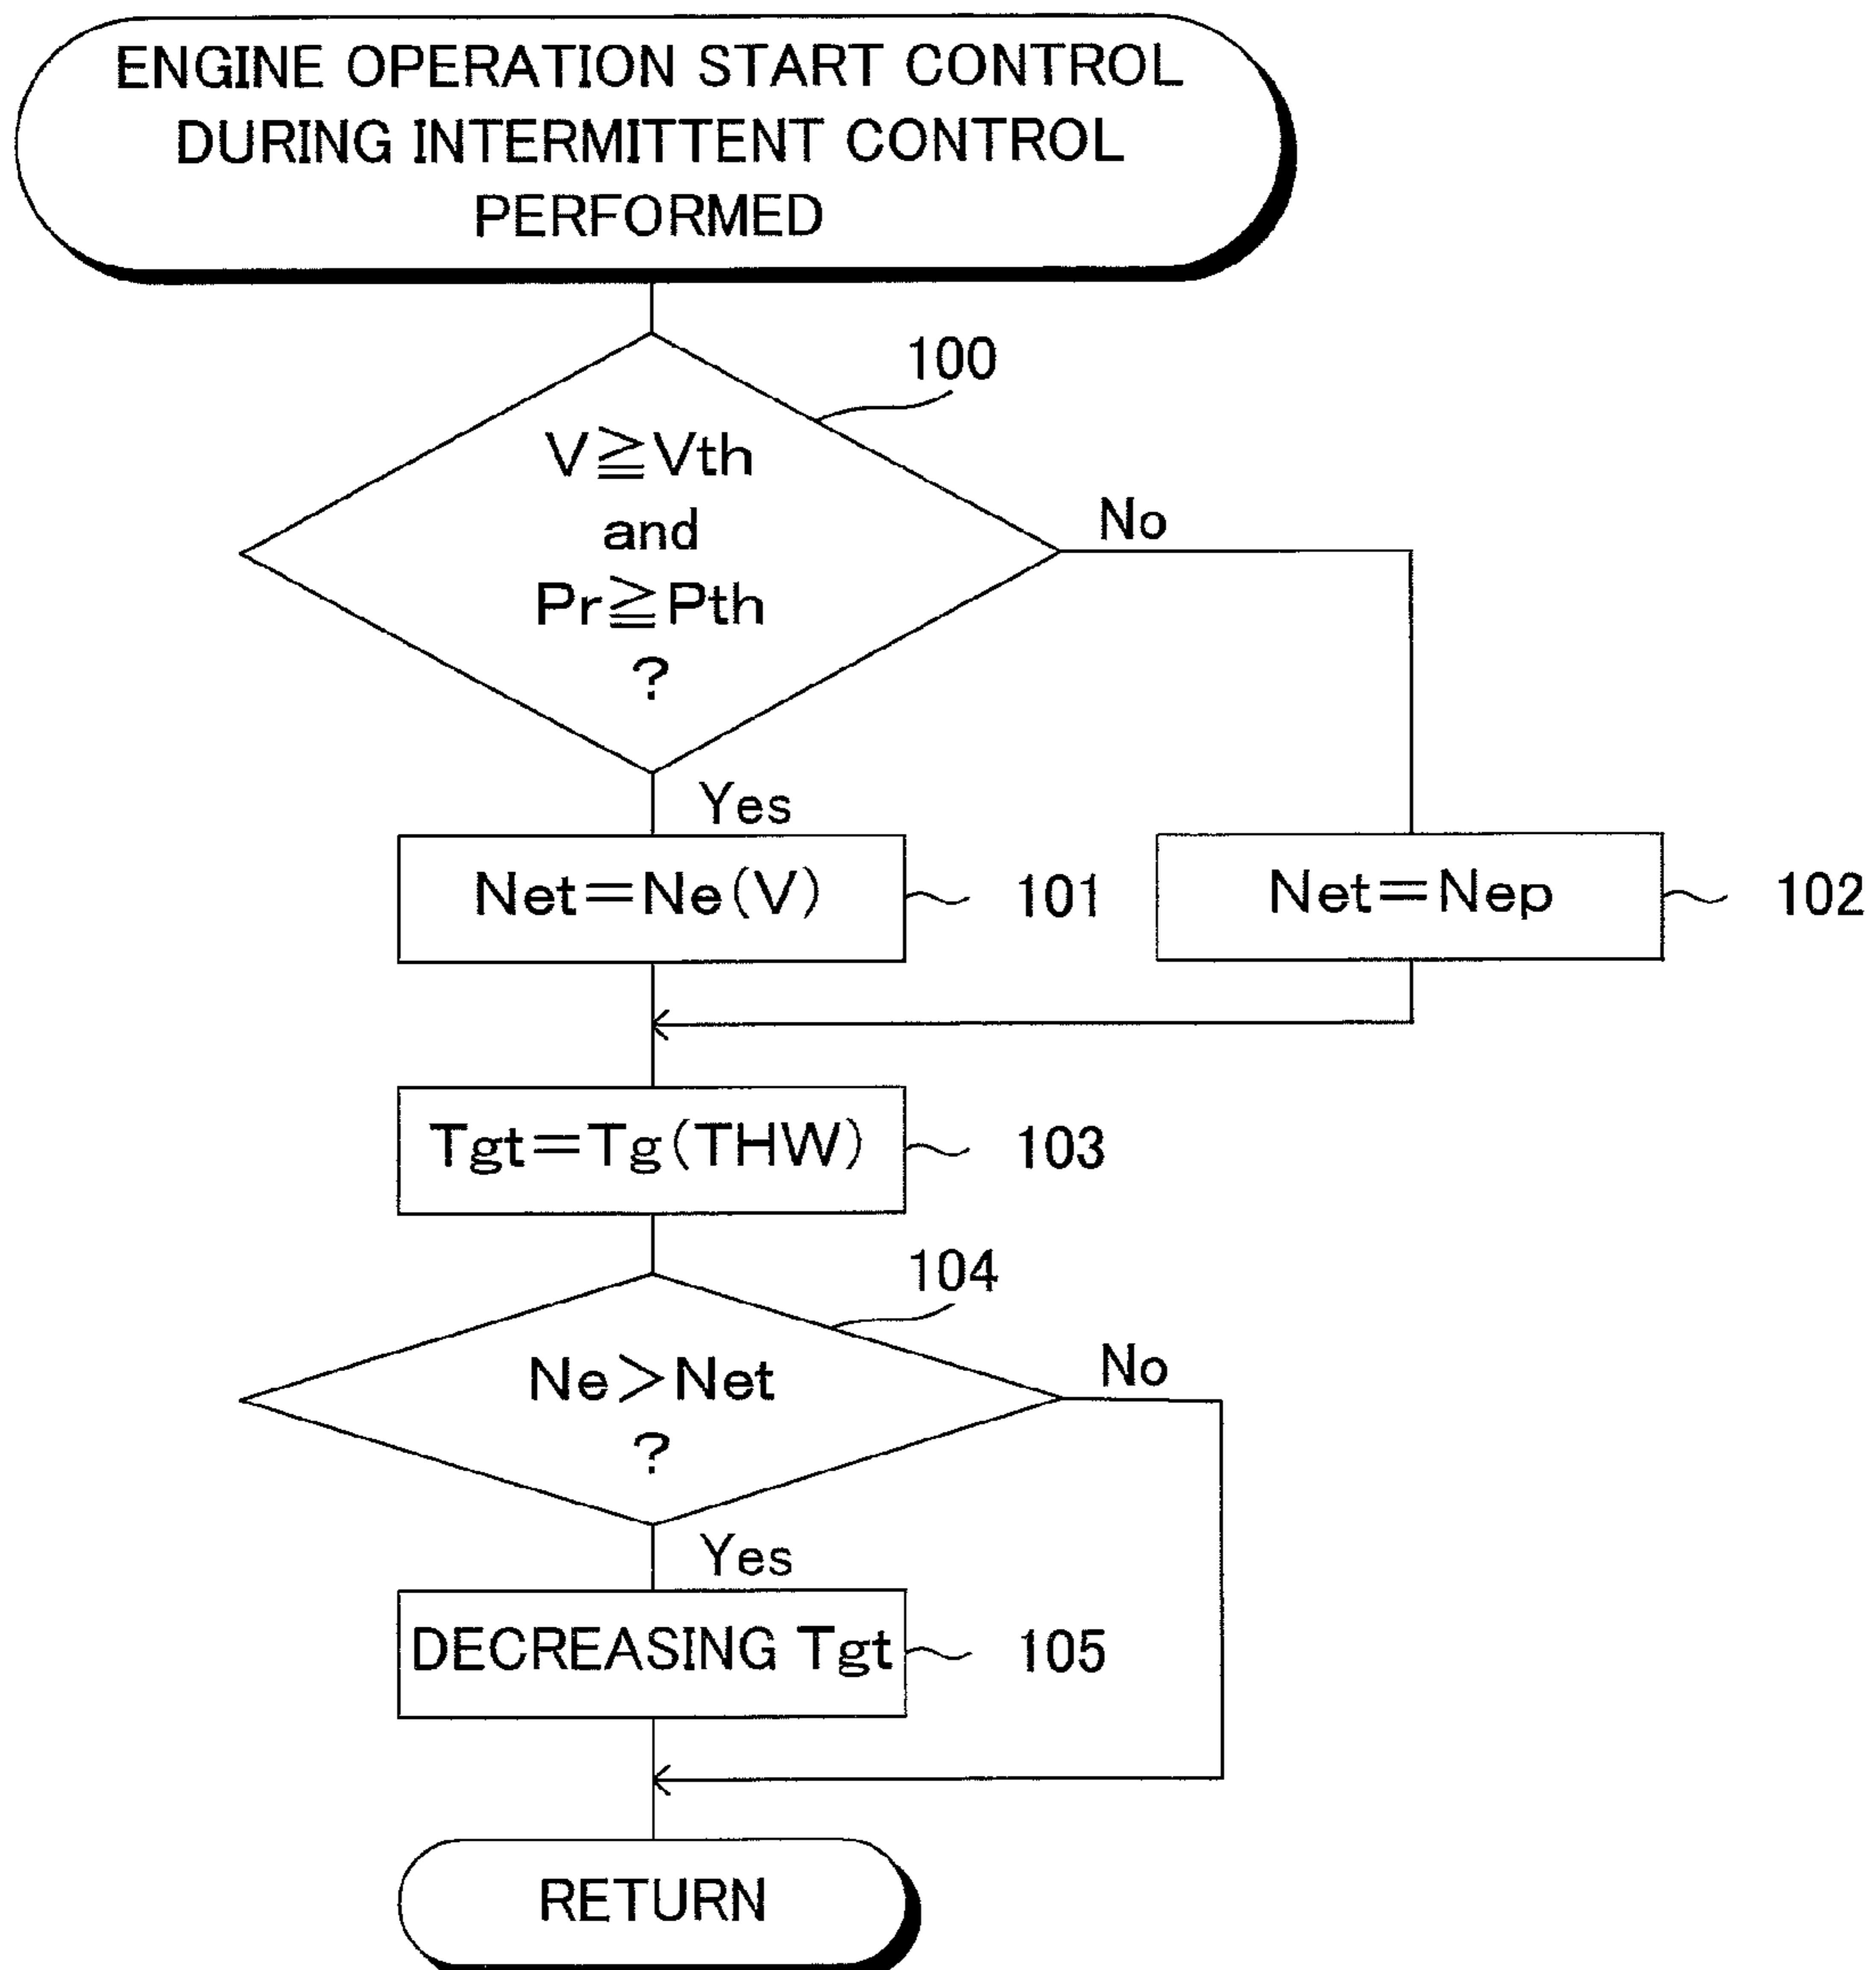 ENGINE OPERATION START CONTROL
DURING INTERMITTENT CONTROL
PERFORMED
100
V≧Vth
and
Pr≧Pth
?
No
Yes
Net=Ne(V)
101
Net=Nep
102
Tgt=Tg(THW)
103
104
Ne>Net
?
No
Yes
DECREASING Tgt
105
RETURN